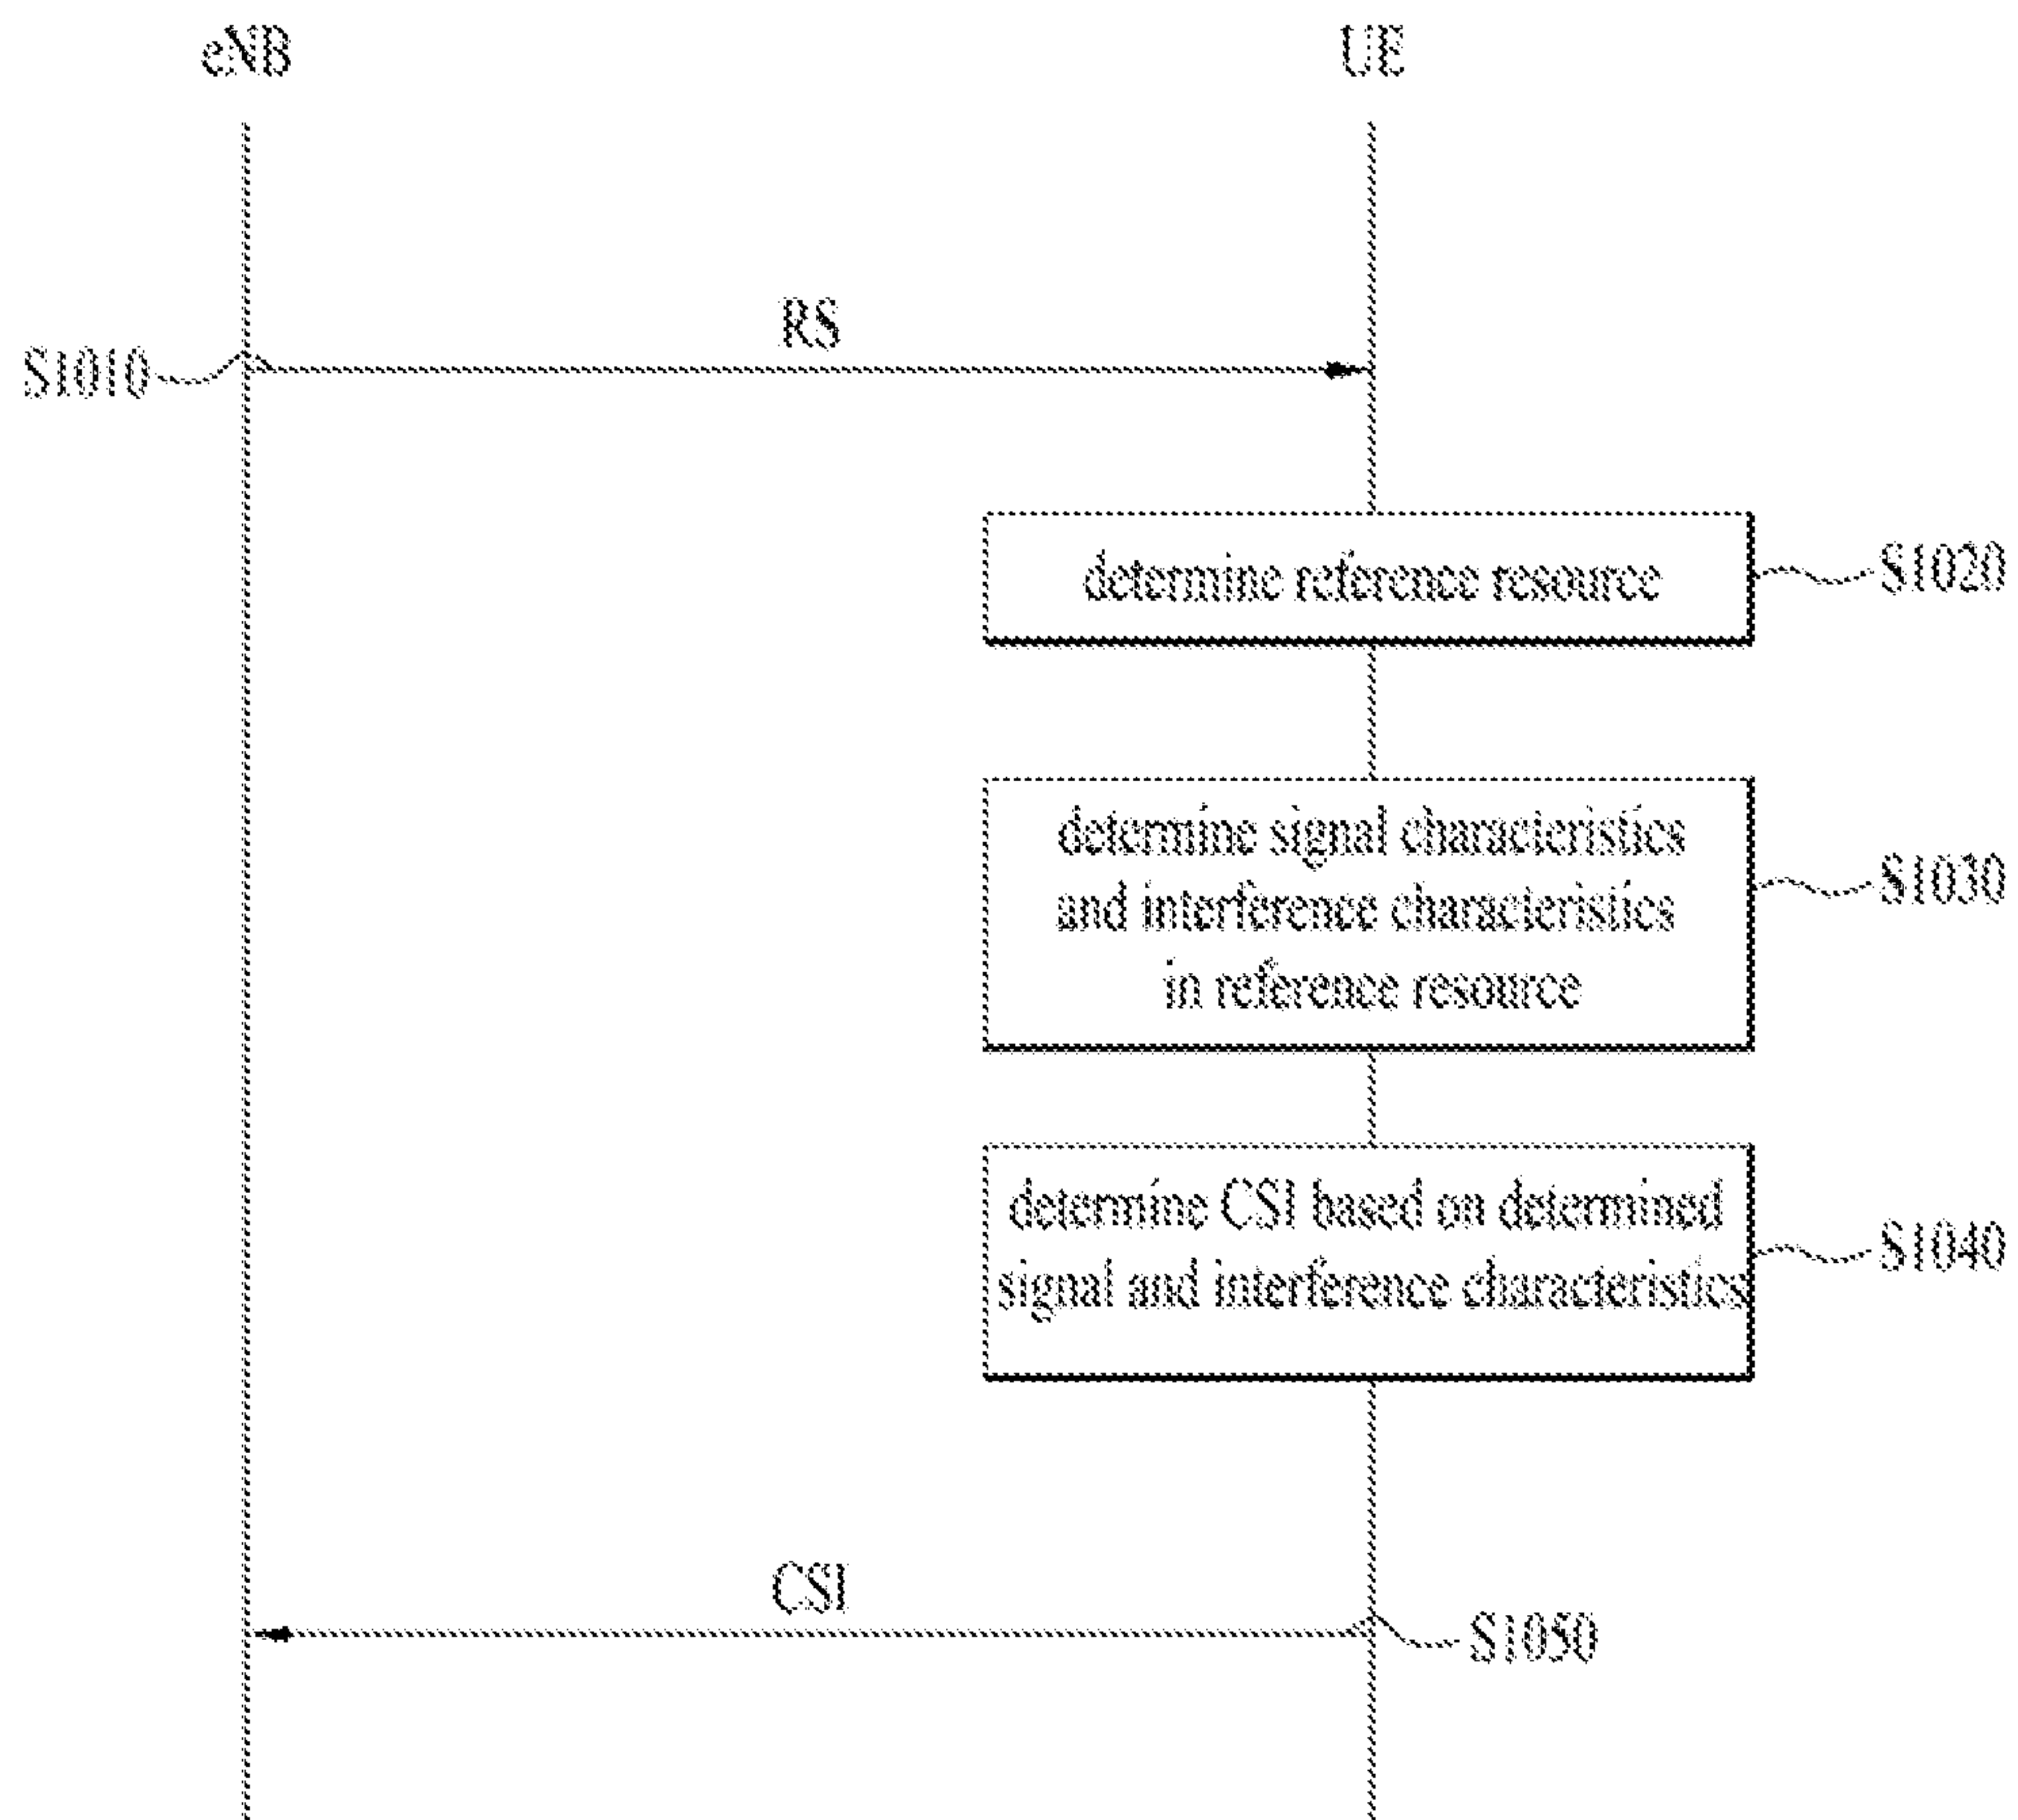 eNB
UE
RS
S1010
determine reference resource
S1020
determine signal characteristics
and interference characteristics
in reference resource
S1030
determine CSI based on determined
signal and interference characteristics
S1040
CSI
S1050